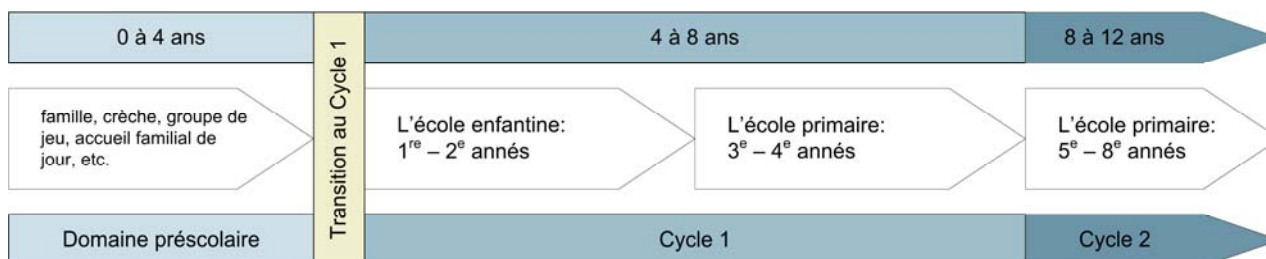 0 à 4 ans
Transition au Cycle 1
4 à 8 ans
8 à 12 ans
famille, crèche, groupe de
jeu, accueil familial de
jour, etc.
L'école enfantine:
1re – 2e annés
L'école primaire:
3e – 4e annés
L'école primaire:
5e – 8e annés
Domaine préscolaire
Cycle 1
Cycle 2